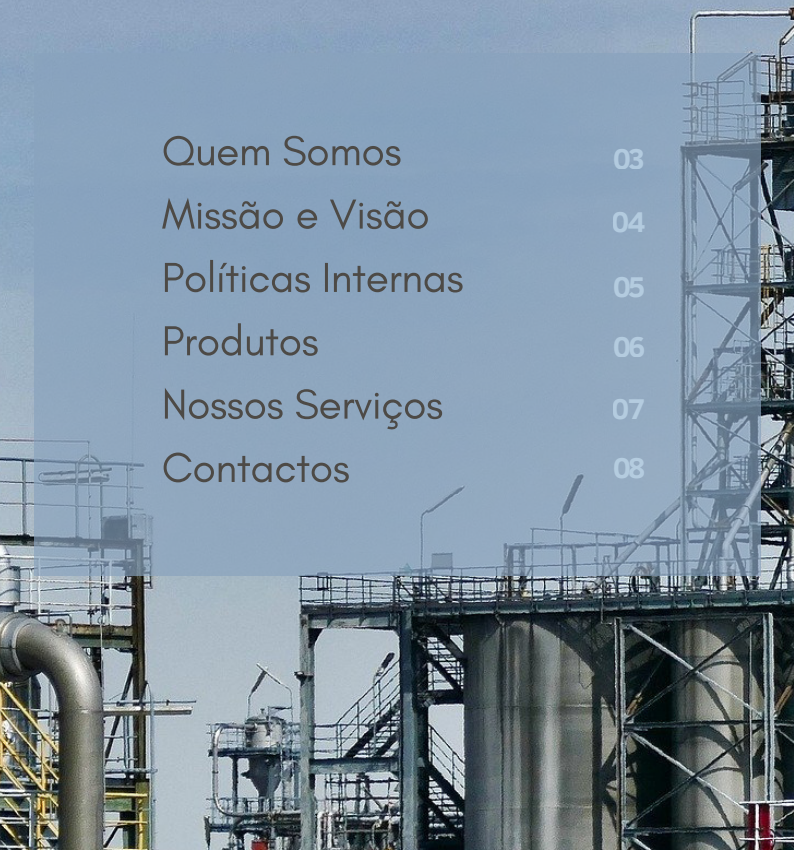 Quem Somos 03
Missão e Visão 04
Políticas Internas 05
Produtos 06
Nossos Serviços 07
Contactos 08